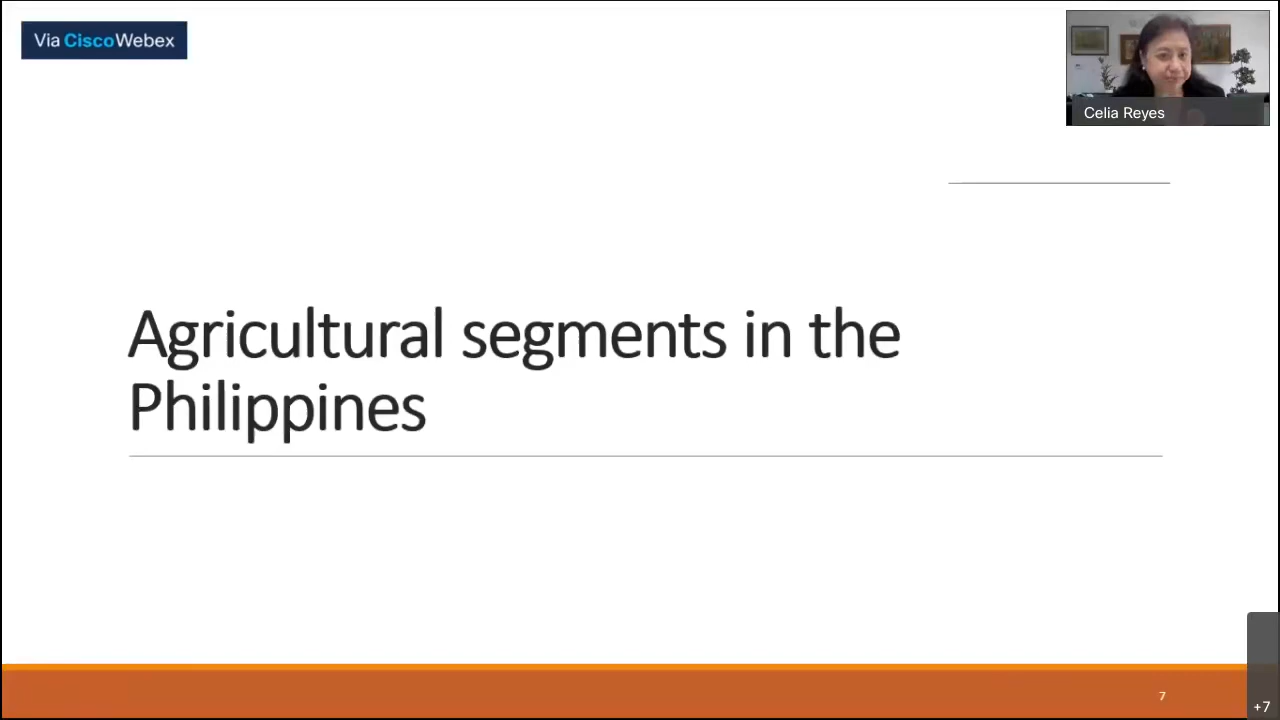 Via CiscoWebex
Celia Reyes
Agricultural segments in the
Philippines
7
+7